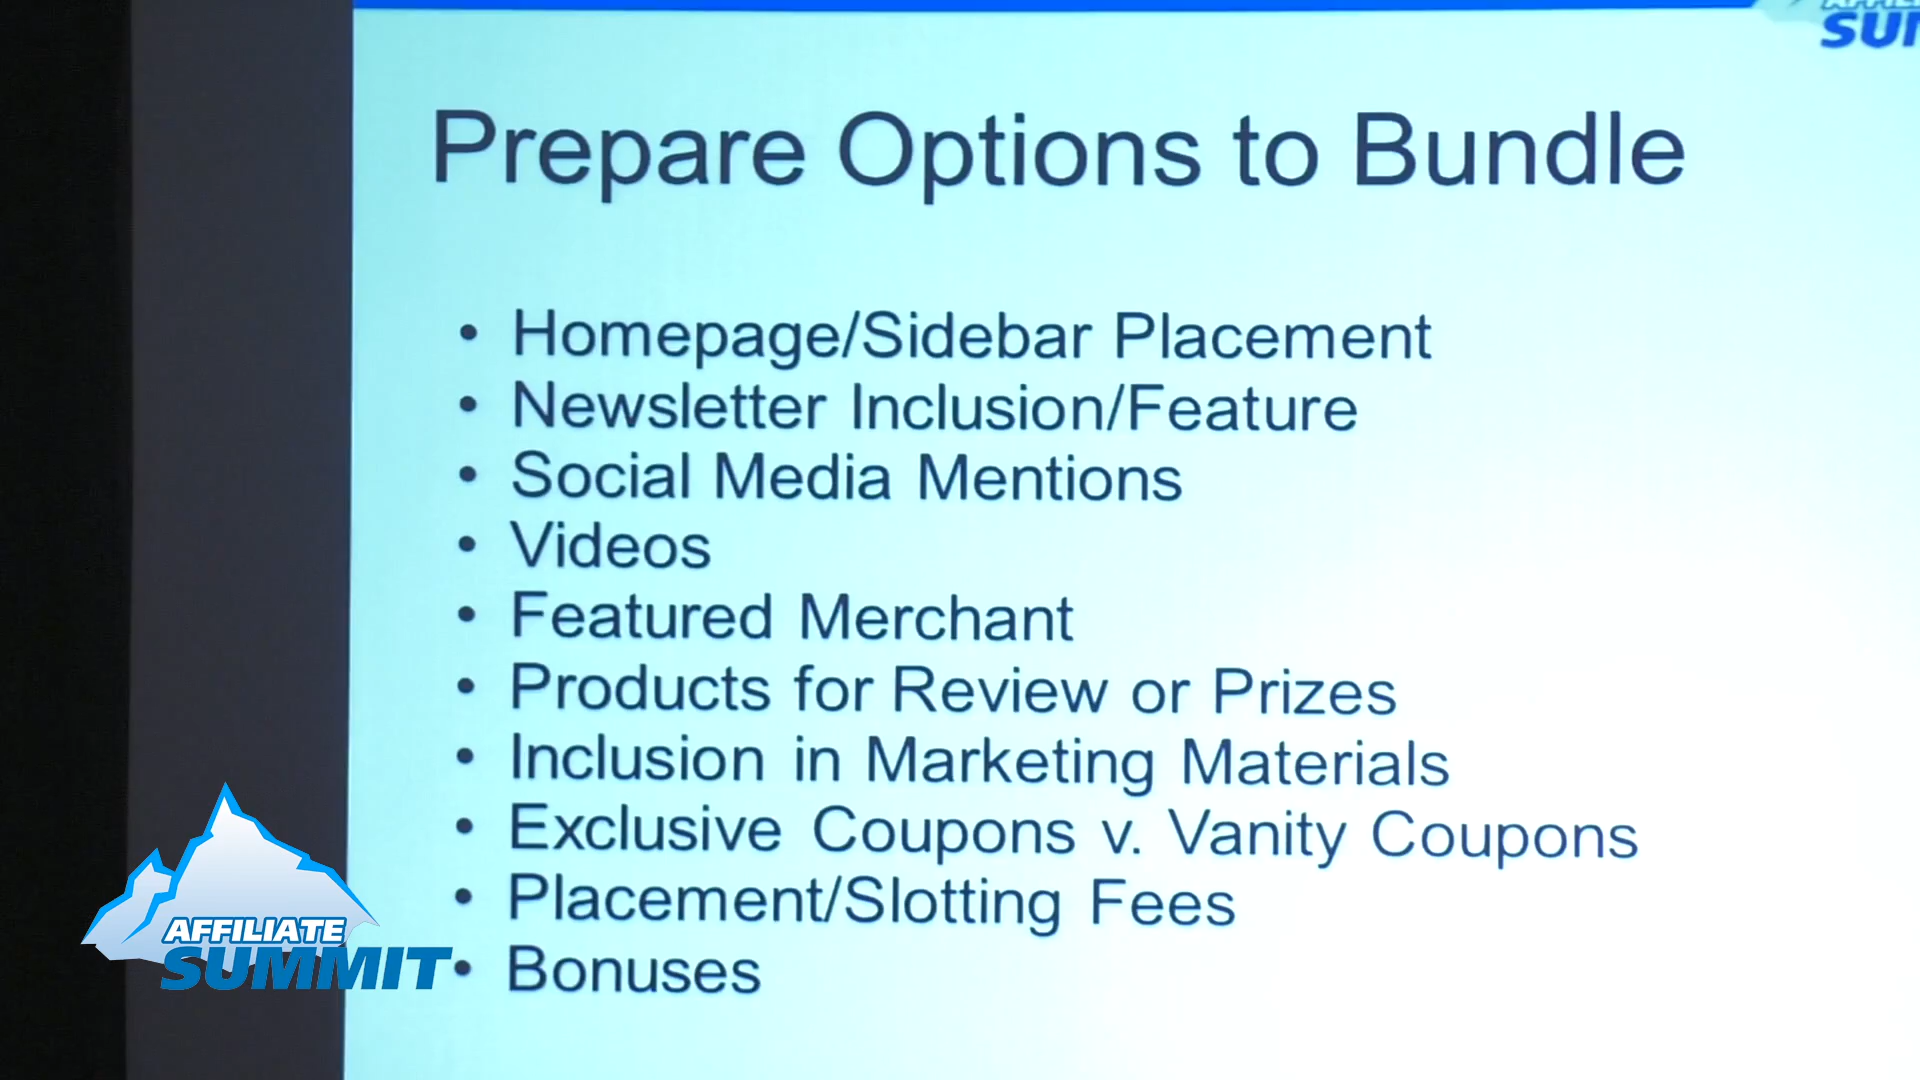 Prepare Options to Bundle
• Homepage/Sidebar Placement
• Newsletter Inclusion/Feature
• Social Media Mentions
• Videos
• Featured Merchant
• Products for Review or Prizes
• Inclusion in Marketing Materials
• Exclusive Coupons v. Vanity Coupons
• Placement/Slotting Fees
• Bonuses
AFFILIATE
SUMMIT